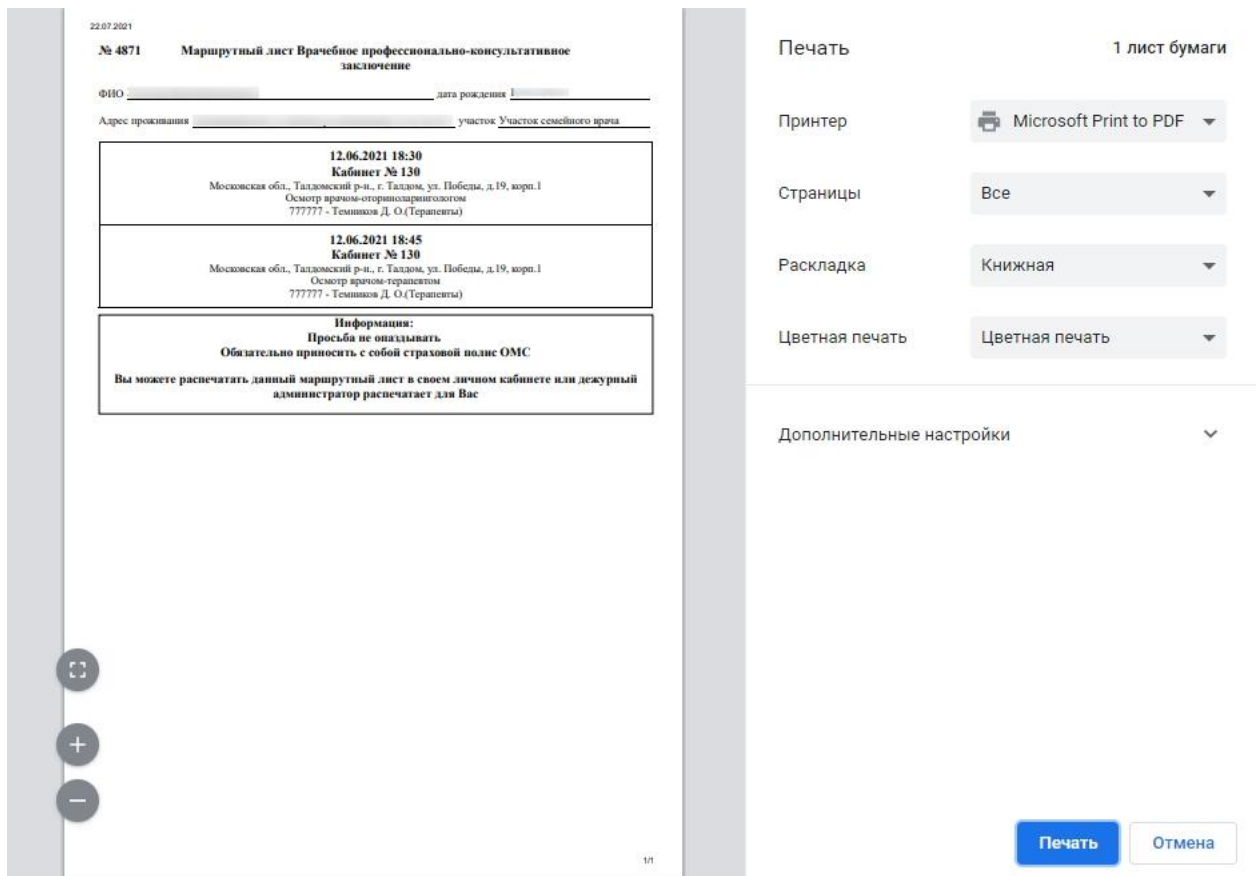 22.07.2021
№ 4871 Маршрутный лист Врачебное профессионально-консультативное
заключение
ФИО дата рождения
Адрес проживания участок Участок семейного врача
12.06.2021 18:30
Кабинет № 130
Московская обл., Талдомский р-н., г. Талдом, ул. Победы, д.19, корп.1
Осмотр врачом-оториноларингологом
777777 - Темников Д. О.(Терапевты)
12.06.2021 18:45
Кабинет № 130
Московская обл., Талдомский р-н., г. Талдом, ул. Победы, д.19, корп.1
Осмотр врачом-терапевтом
777777 - Темников Д. О.(Терапевты)
Информация:
Просьба не опаздывать
Обязательно приносить с собой страховой полис ОМС
Вы можете распечатать данный маршрутный лист в своем личном кабинете или дежурный
администратор распечатает для Вас
1/1
Печать 1 лист бумаги
Принтер Microsoft Print to PDF
Страницы Все
Раскладка Книжная
Цветная печать Цветная печать
Дополнительные настройки
Печать Отмена